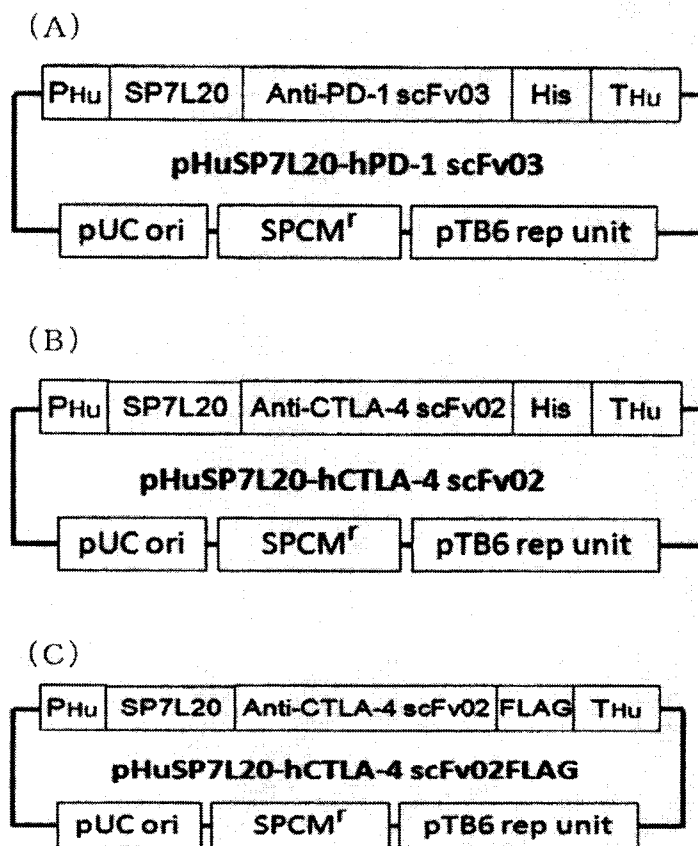 (A)
PHu SP7L20 Anti-PD-1 scFv03 His THu
pHuSP7L20-hPD-1 scFv03
pUC ori SPCMr pTB6 rep unit
(B)
PHu SP7L20 Anti-CTLA-4 scFv02 His THu
pHuSP7L20-hCTLA-4 scFv02
pUC ori SPCMr pTB6 rep unit
(C)
PHu SP7L20 Anti-CTLA-4 scFv02 FLAG THu
pHuSP7L20-hCTLA-4 scFv02FLAG
pUC ori SPCMr pTB6 rep unit